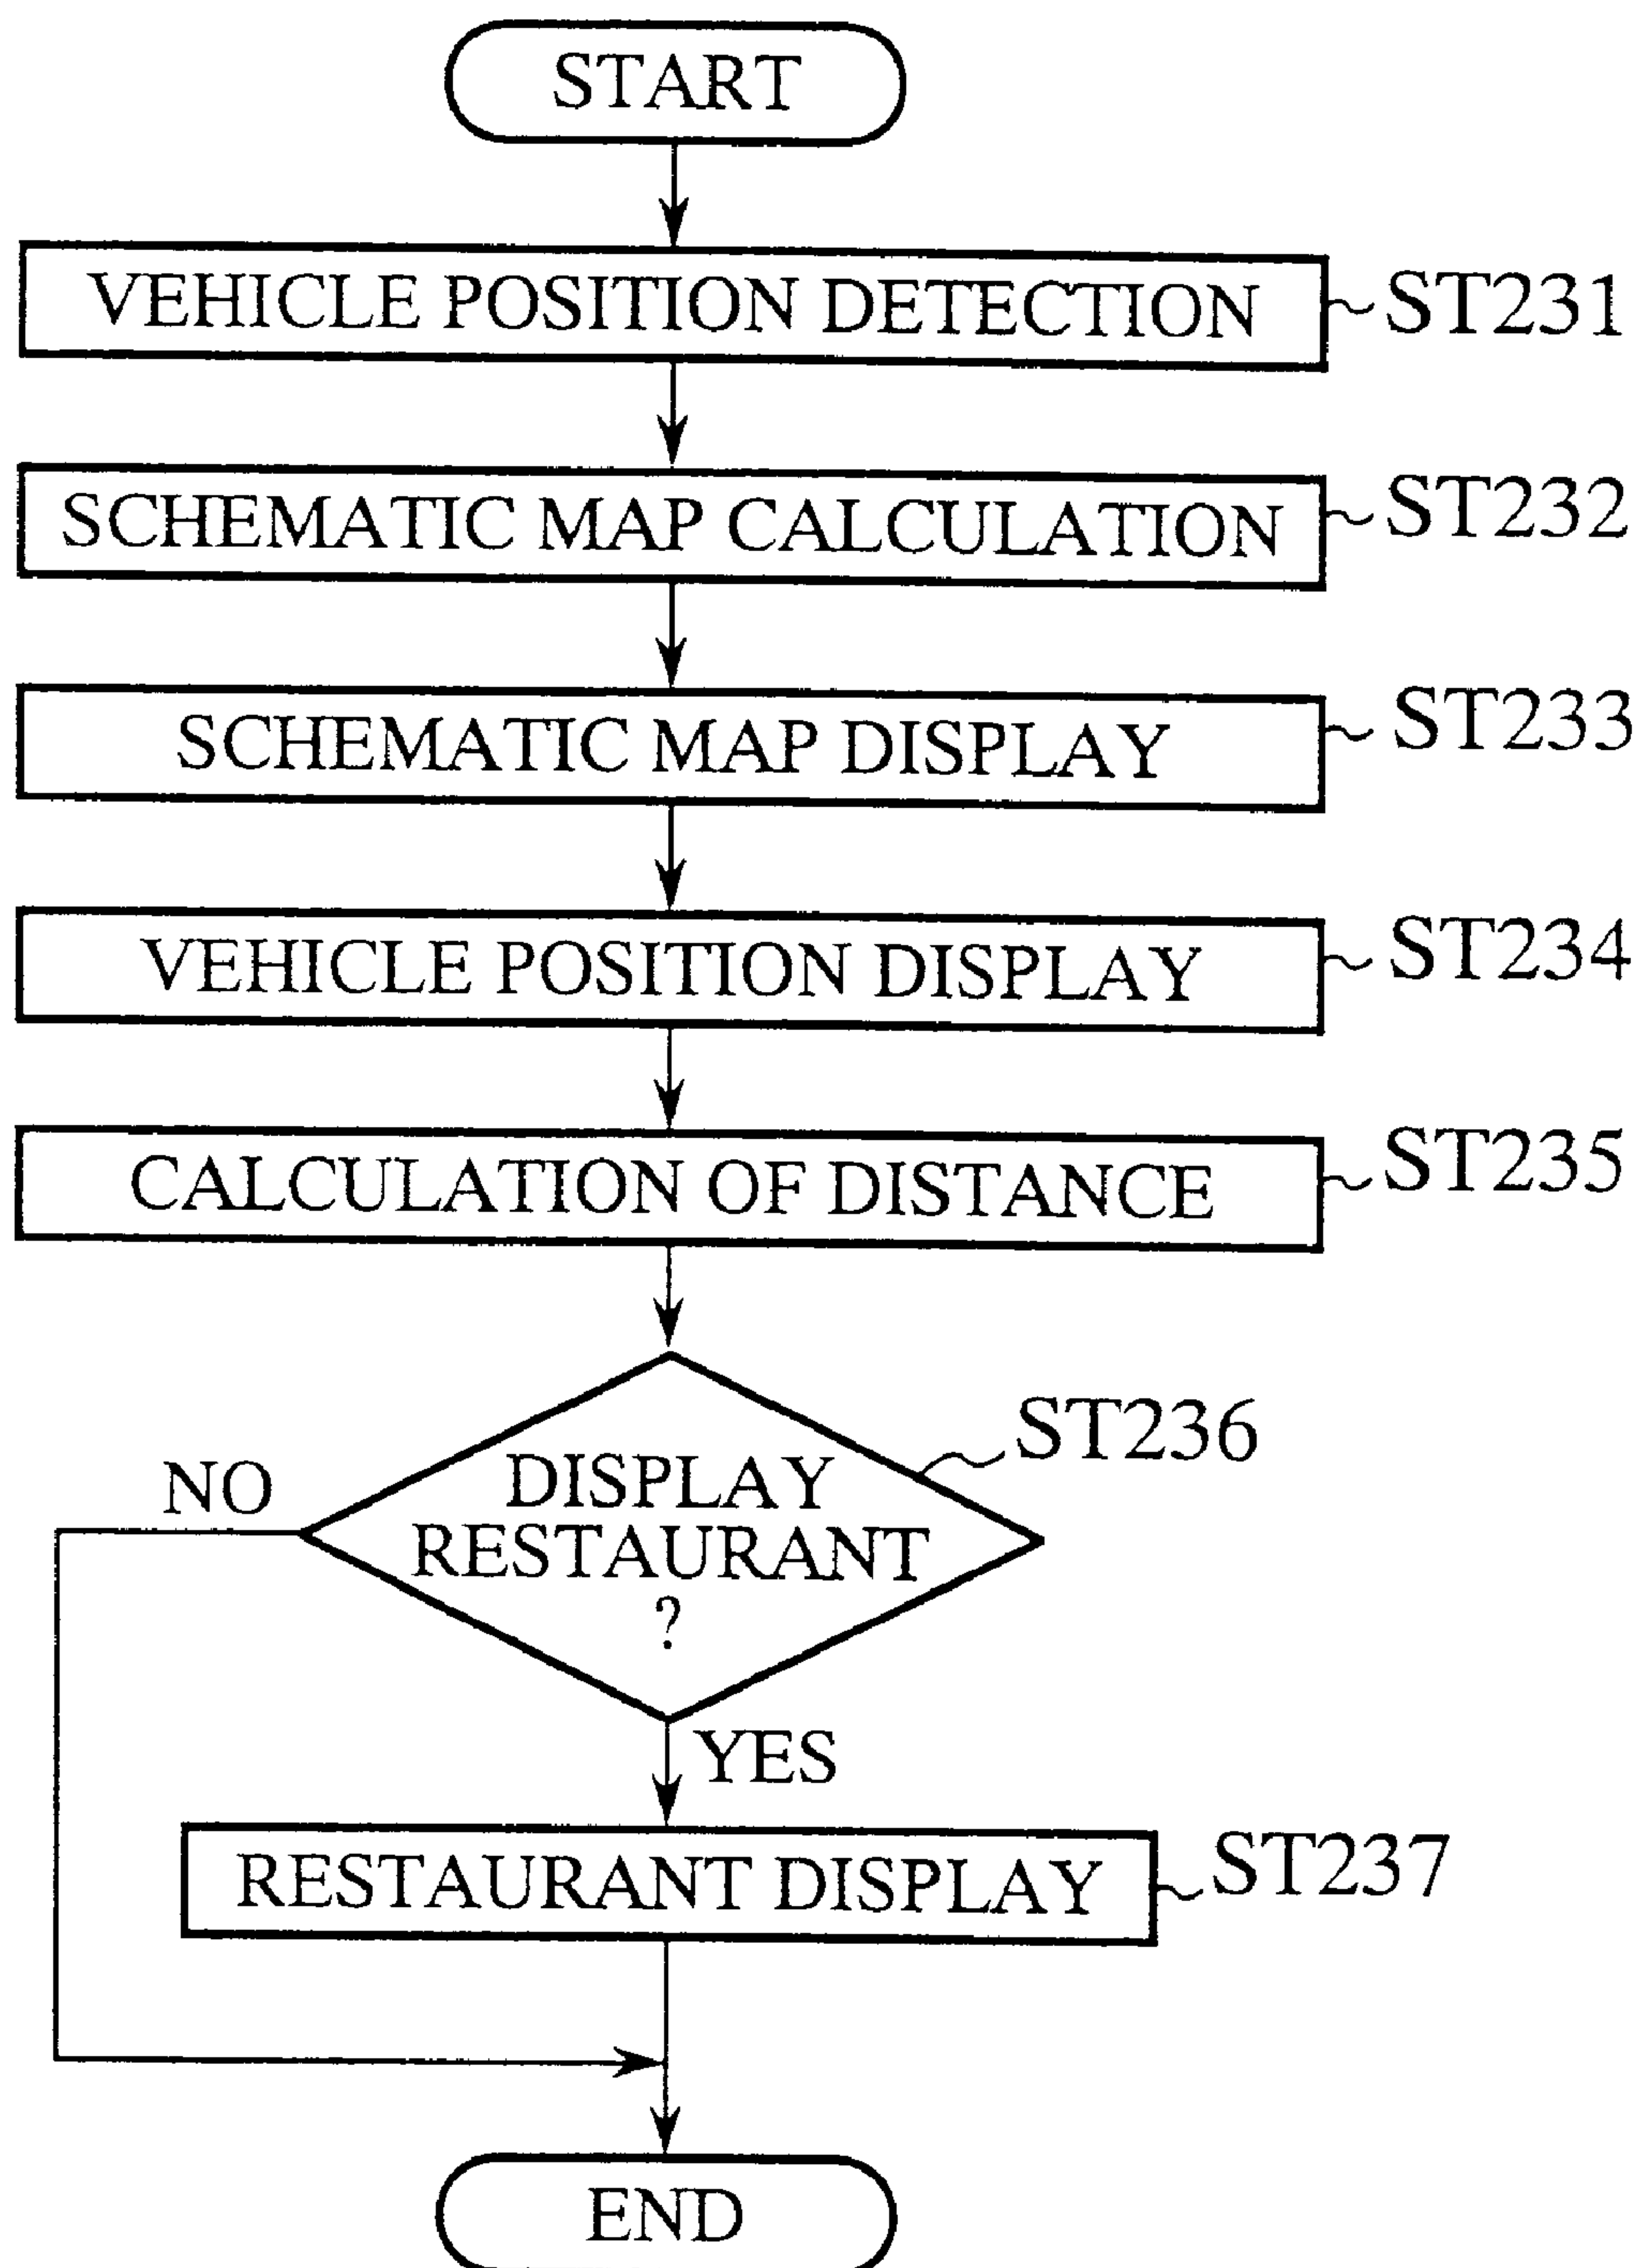 START
VEHICLE POSITION DETECTION
ST231
SCHEMATIC MAP CALCULATION
ST232
SCHEMATIC MAP DISPLAY
ST233
VEHICLE POSITION DISPLAY
ST234
CALCULATION OF DISTANCE
ST235
ST236
NO
DISPLAY
RESTAURANT
?
YES
RESTAURANT DISPLAY
ST237
END